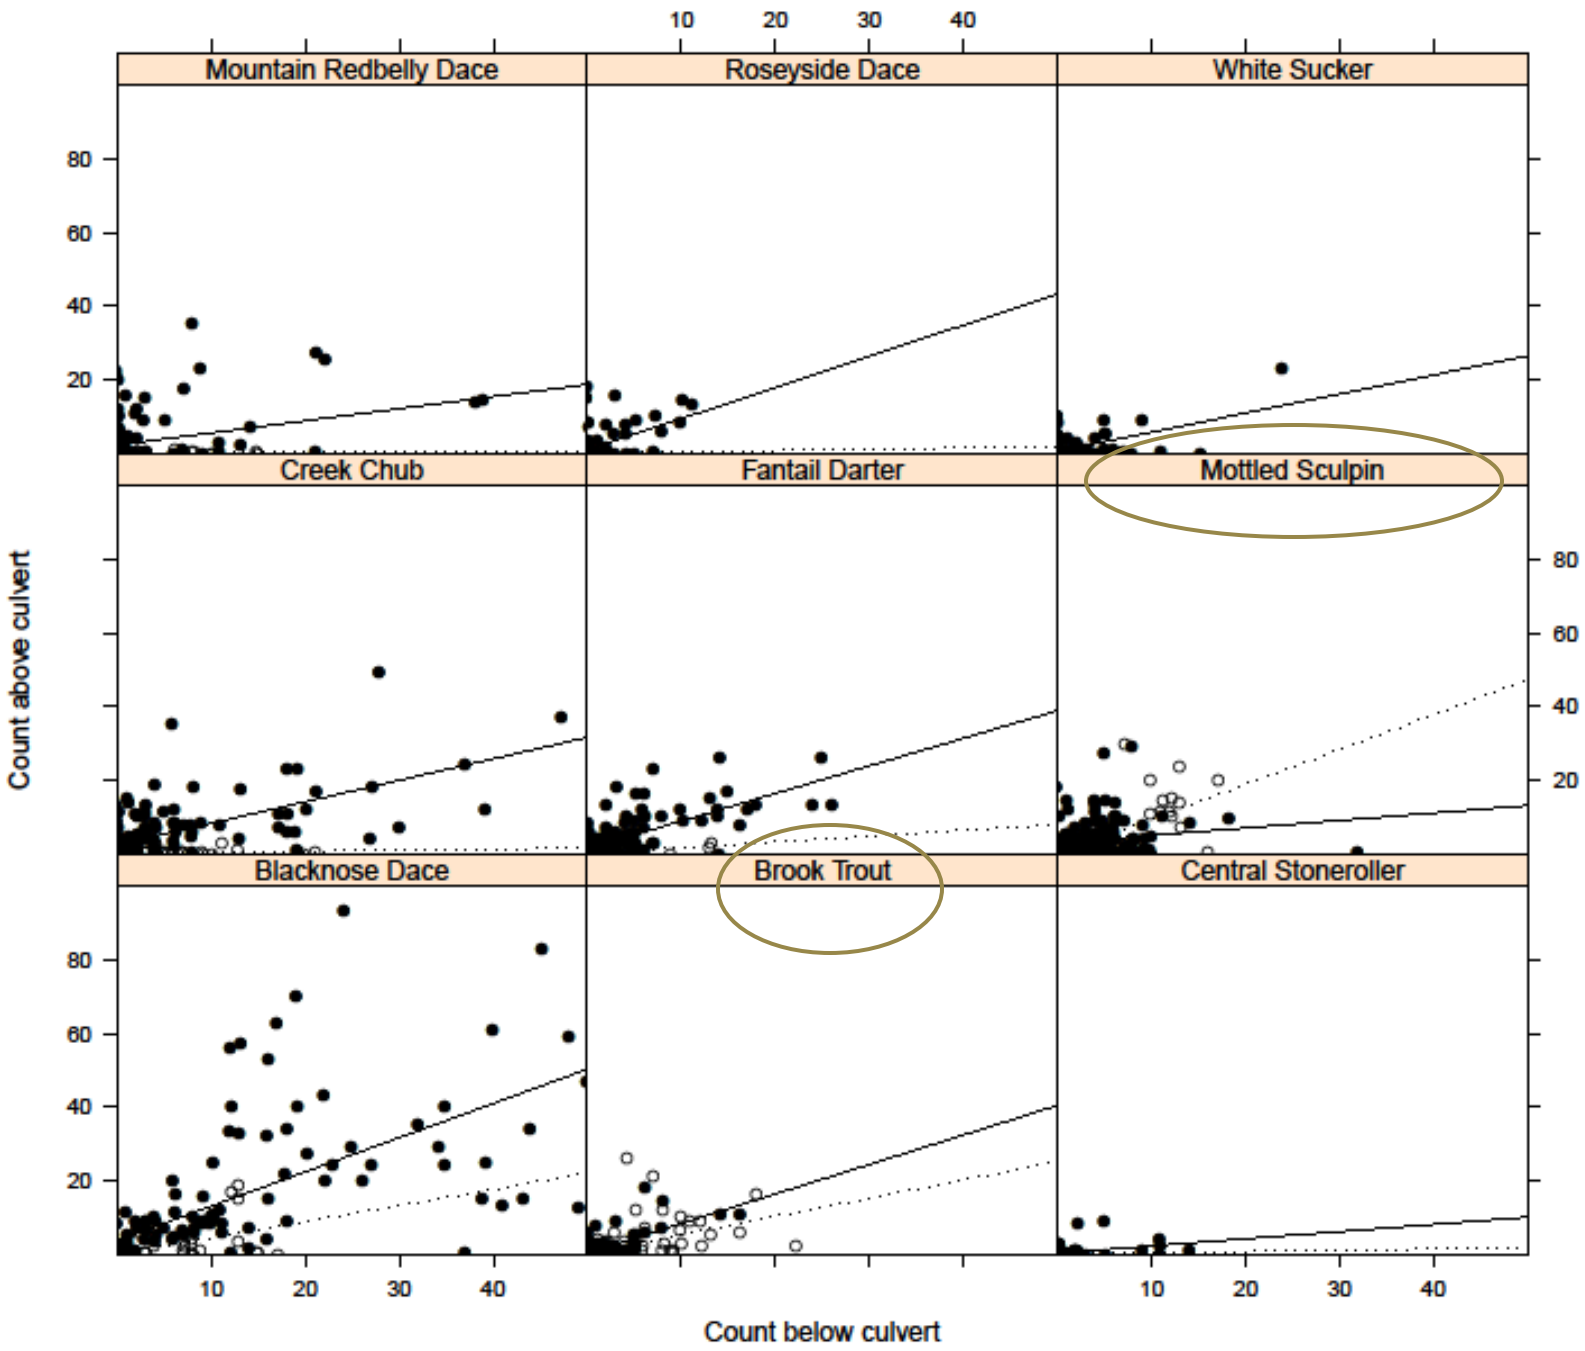 10 20 30 40
Mountain Redbelly Dace Roseyside Dace White Sucker
80
60
40
20
Creek Chub Fantail Darter Mottled Sculpin
80
60
40
20
Count above culvert
Blacknose Dace Brook Trout Central Stoneroller
80
60
40
20
10 20 30 40 10 20 30 40
Count below culvert